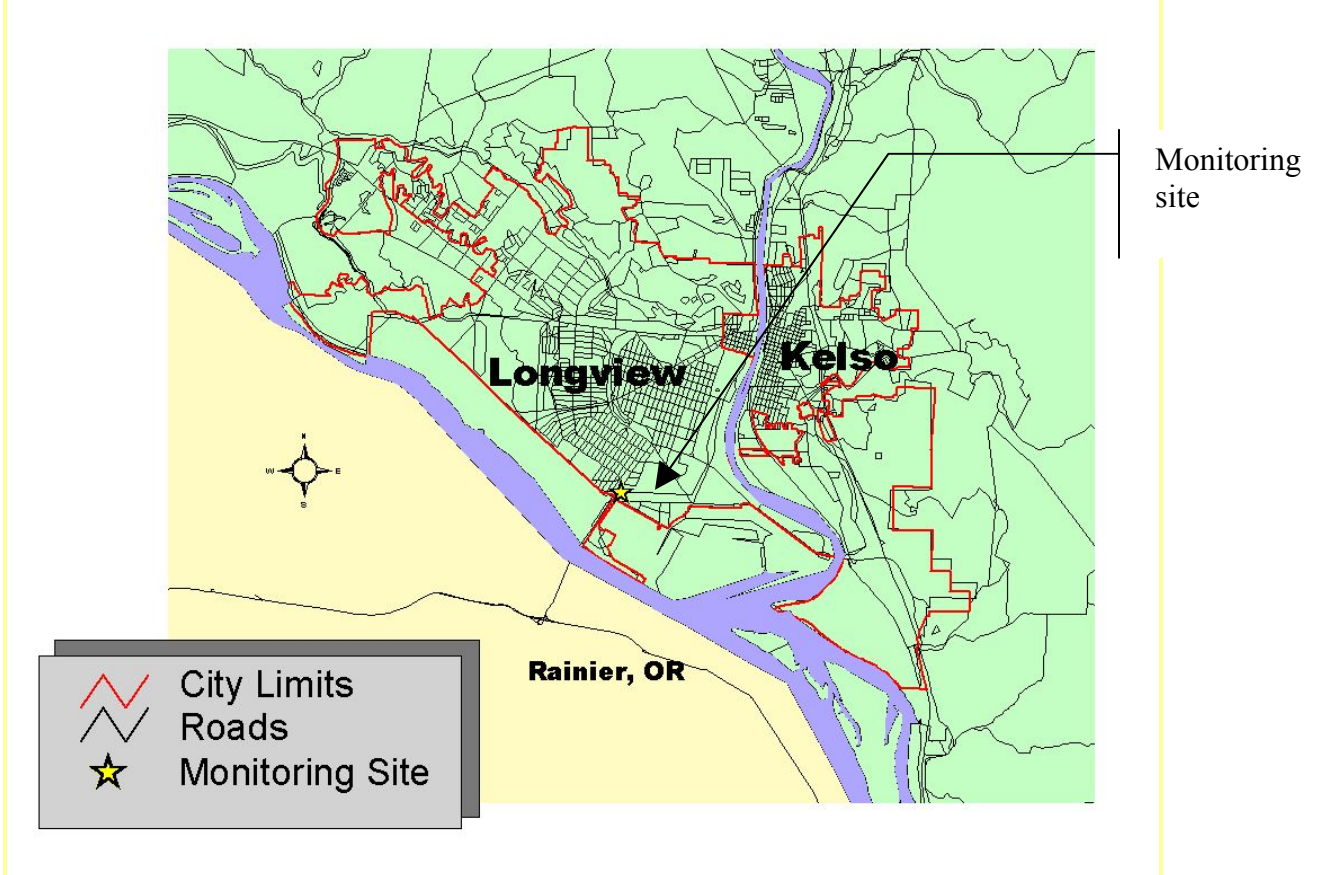 Monitoring
site
Longview
Kelso
N
W
E
S
Rainier, OR
City Limits
Roads
Monitoring Site